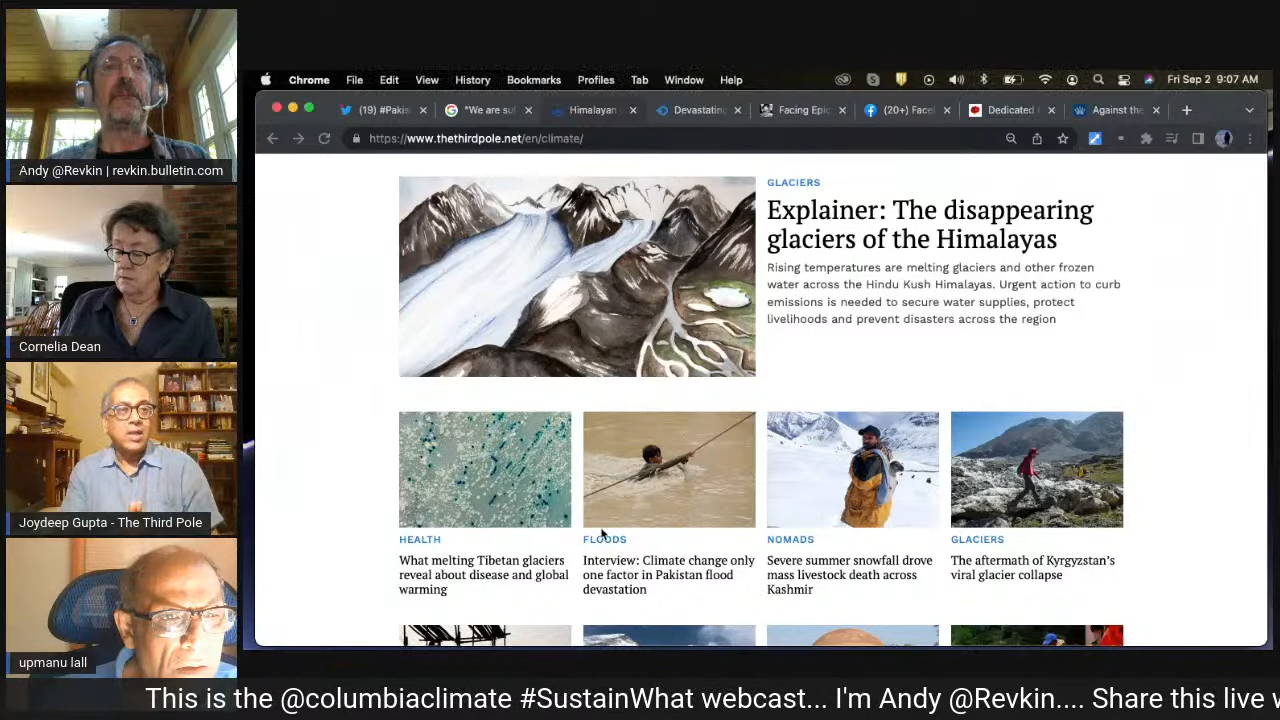 Andy @Revkin | revkin.bulletin.com
Cornelia Dean
Joydeep Gupta - The Third Pole
upmanu lall
Chrome File Edit View History Bookmarks Profiles Tab Window Help
Fri Sep 2 9:07 AM
(19) #Pakis
"We are su
Himalayan
Devastating
Facing Epic
(20+) Face
Dedicated
Against the
https://www.thethirdpole.net/en/climate/
GLACIERS
Explainer: The disappearing
glaciers of the Himalayas
Rising temperatures are melting glaciers and other frozen
water across the Hindu Kush Himalayas. Urgent action to curb
emissions is needed to secure water supplies, protect
livelihoods and prevent disasters across the region
HEALTH
What melting Tibetan glaciers
reveal about disease and global
warming
FLOODS
Interview: Climate change only
one factor in Pakistan flood
devastation
NOMADS
Severe summer snowfall drove
mass livestock death across
Kashmir
GLACIERS
The aftermath of Kyrgyzstan's
viral glacier collapse
This is the @columbiaclimate #SustainWhat webcast... I'm Andy @Revkin.... Share this live